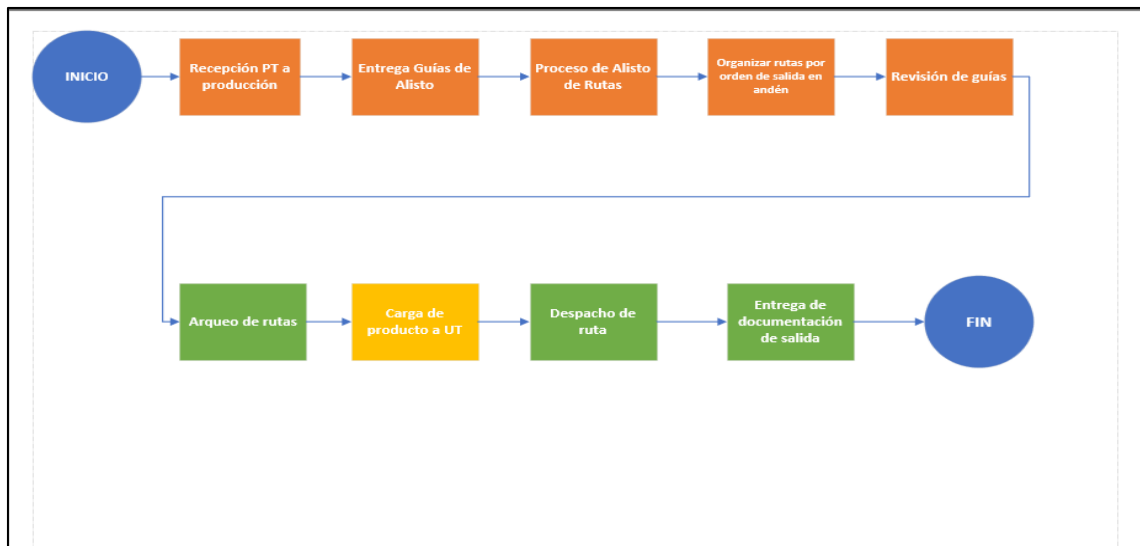 INICIO
Recepción PT a
producción
Entrega Guías de
Alisto
Proceso de Alisto
de Rutas
Organizar rutas por
orden de salida en
andén
Revisión de guías
Arqueo de rutas
Carga de
producto a UT
Despacho de
ruta
Entrega de
documentación
de salida
FIN